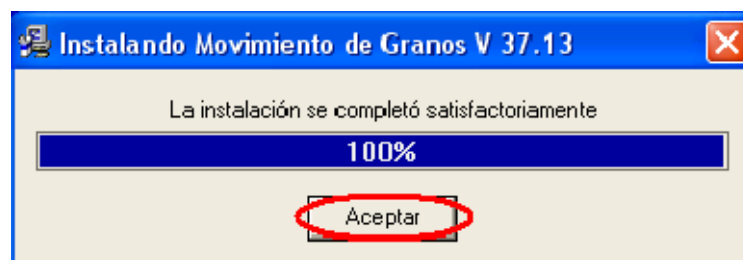 Instalando Movimiento de Granos V 37.13
La instalación se completó satisfactoriamente
100%
Aceptar